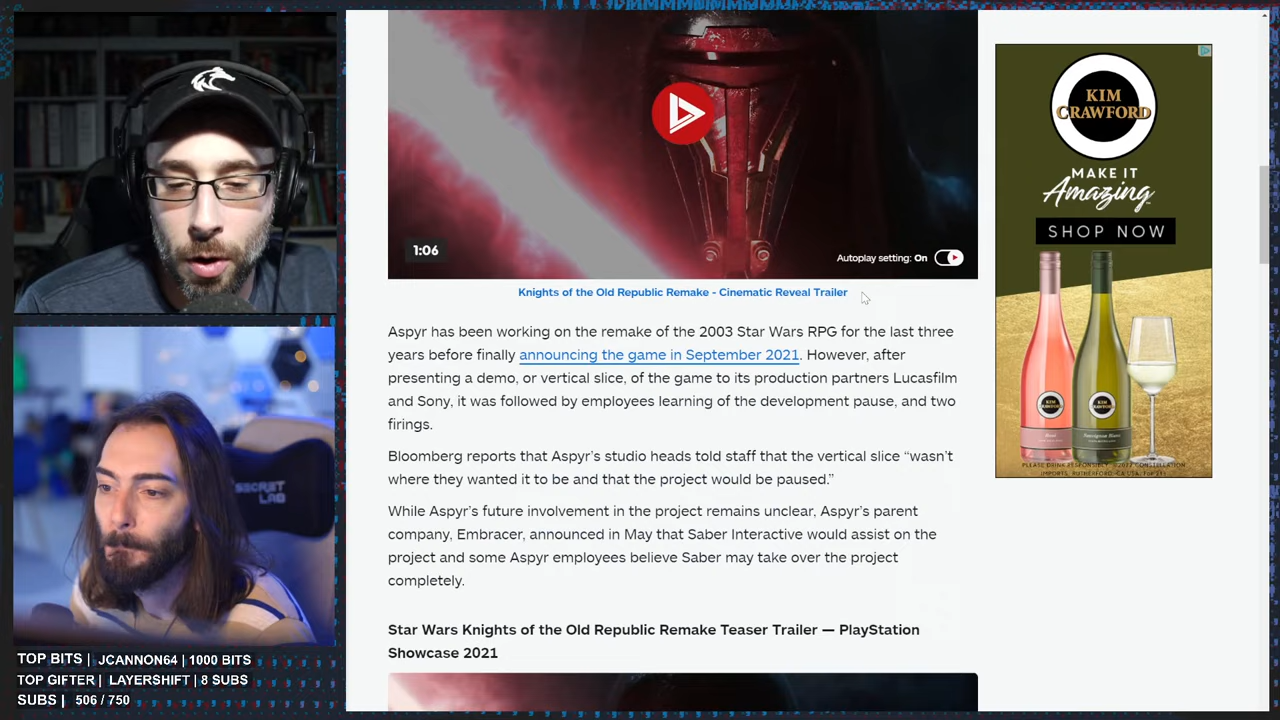 1:06
Autoplay setting: On
Knights of the Old Republic Remake - Cinematic Reveal Trailer
Aspyr has been working on the remake of the 2003 Star Wars RPG for the last three
years before finally announcing the game in September 2021. However, after
presenting a demo, or vertical slice, of the game to its production partners Lucasfilm
and Sony, it was followed by employees learning of the development pause, and two
firings.
Bloomberg reports that Aspyr’s studio heads told staff that the vertical slice “wasn’t
where they wanted it to be and that the project would be paused.”
While Aspyr’s future involvement in the project remains unclear, Aspyr’s parent
company, Embracer, announced in May that Saber Interactive would assist on the
project and some Aspyr employees believe Saber may take over the project
completely.
Star Wars Knights of the Old Republic Remake Teaser Trailer — PlayStation
Showcase 2021
KIM
CRAWFORD
MAKE IT
Amazing
SHOP NOW
TOP BITS | JCANNON64 | 1000 BITS
TOP GIFTER | LAYERSHIFT | 8 SUBS
SUBS | 506 / 750